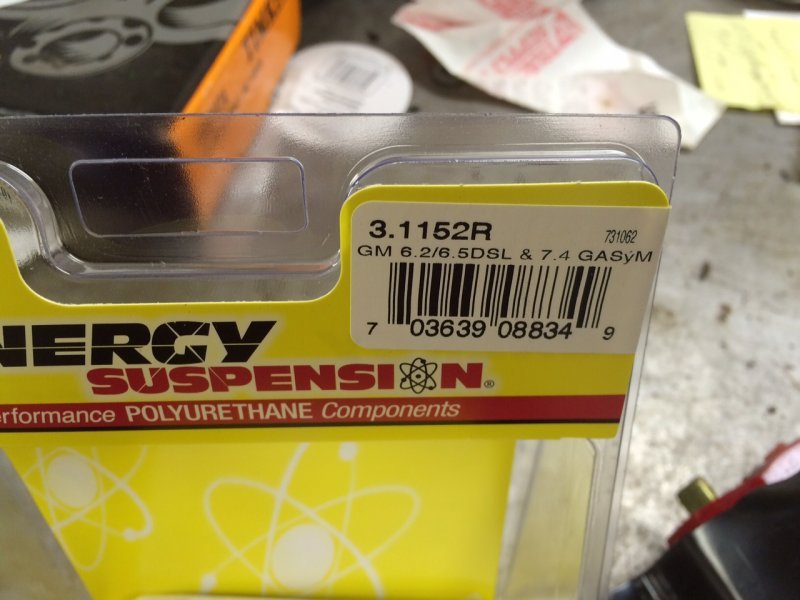 3.1152R 731062
GM 6.2/6.5DSL & 7.4 GASýM
7 03639 08834 9
NERGY
SUSPENSION®
erformance POLYURETHANE Components